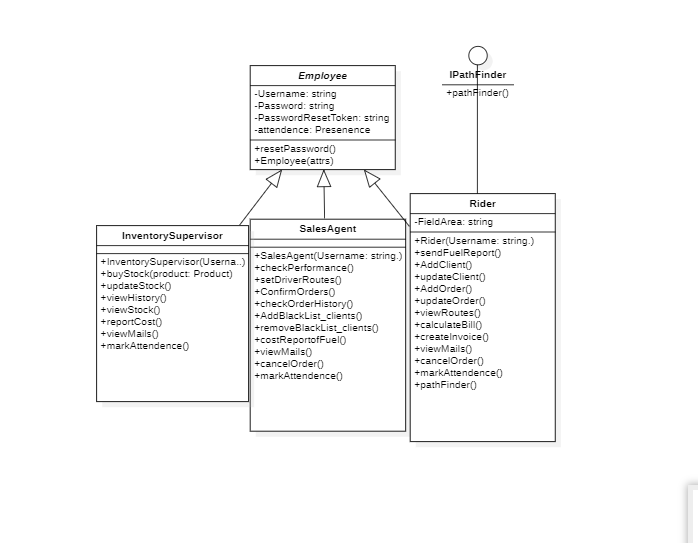 Employee
-Username: string
-Password: string
-PasswordResetToken: string
-attendence: Presenence
+resetPassword()
+Employee(attrs)
IPathFinder
+pathFinder()
InventorySupervisor
+InventorySupervisor(Userna..)
+buyStock(product: Product)
+updateStock()
+viewHistory()
+viewStock()
+reportCost()
+viewMails()
+markAttendence()
SalesAgent
+SalesAgent(Username: string.)
+checkPerformance()
+setDriverRoutes()
+ConfirmOrders()
+checkOrderHistory()
+AddBlackList_clients()
+removeBlackList_clients()
+costReportofFuel()
+viewMails()
+cancelOrder()
+markAttendence()
Rider
-FieldArea: string
+Rider(Username: string.)
+sendFuelReport()
+AddClient()
+updateClient()
+AddOrder()
+updateOrder()
+viewRoutes()
+calculateBill()
+createInvoice()
+viewMails()
+cancelOrder()
+markAttendence()
+pathFinder()